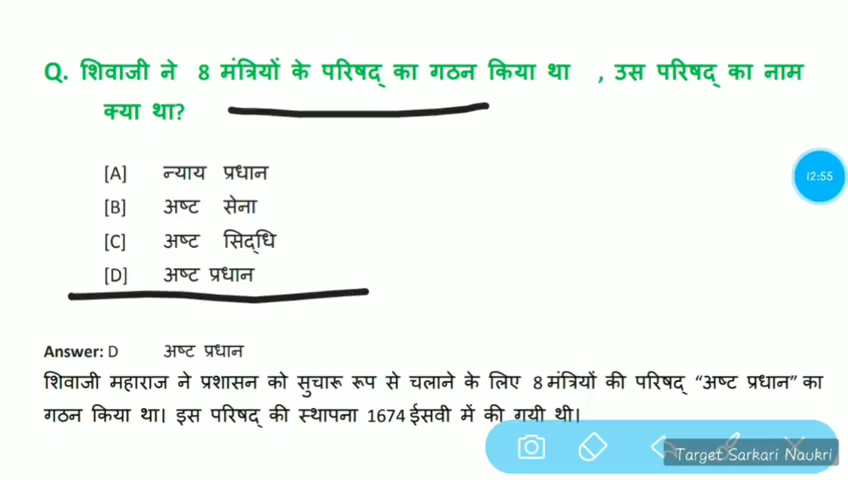 Q. शिवाजी ने 8 मंत्रियों के परिषद् का गठन किया था , उस परिषद् का नाम
क्या था?
[A] न्याय प्रधान
[B] अष्ट सेना
12:55
[C] अष्ट सिद्धि
[D] अष्ट प्रधान
Answer: D अष्ट प्रधान
शिवाजी महाराज ने प्रशासन को सुचारू रूप से चलाने के लिए 8 मंत्रियों की परिषद् “अष्ट प्रधान” का
गठन किया था। इस परिषद् की स्थापना 1674 ईसवी में की गयी थी।
Target Sarkari Naukri